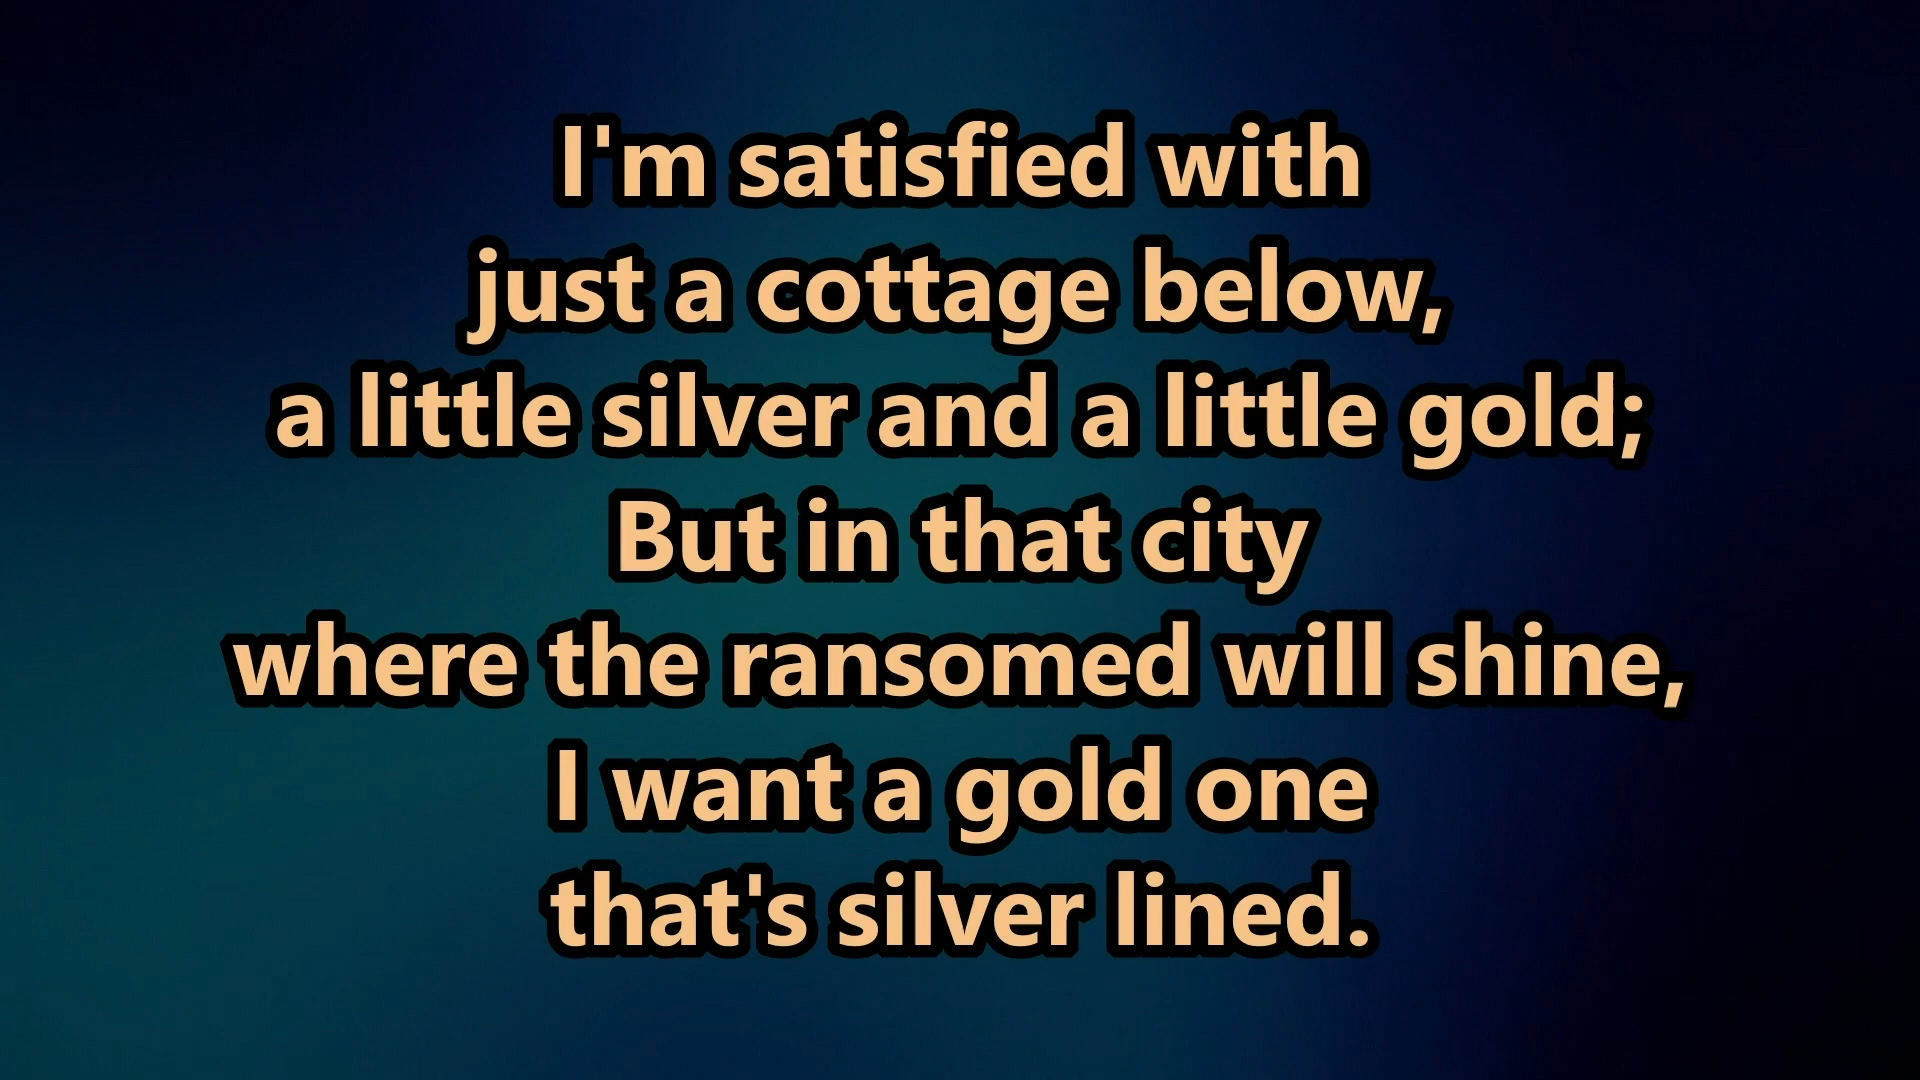 I'm satisfied with
just a cottage below,
a little silver and a little gold;
But in that city
where the ransomed will shine,
I want a gold one
that's silver lined.